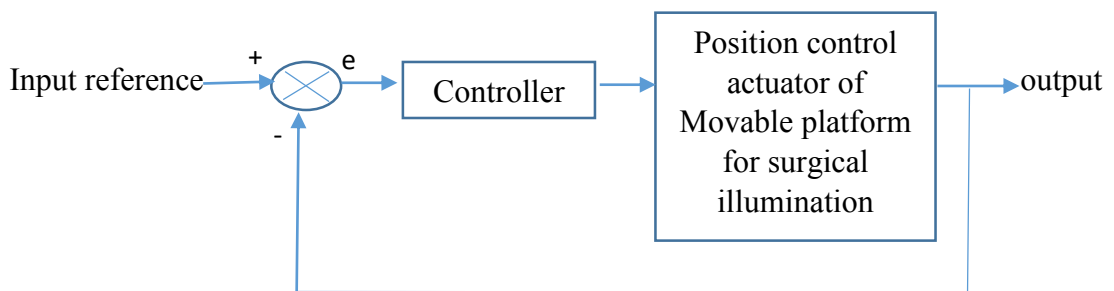 Input reference
+
-
e
Controller
Position control
actuator of
Movable platform
for surgical
illumination
output